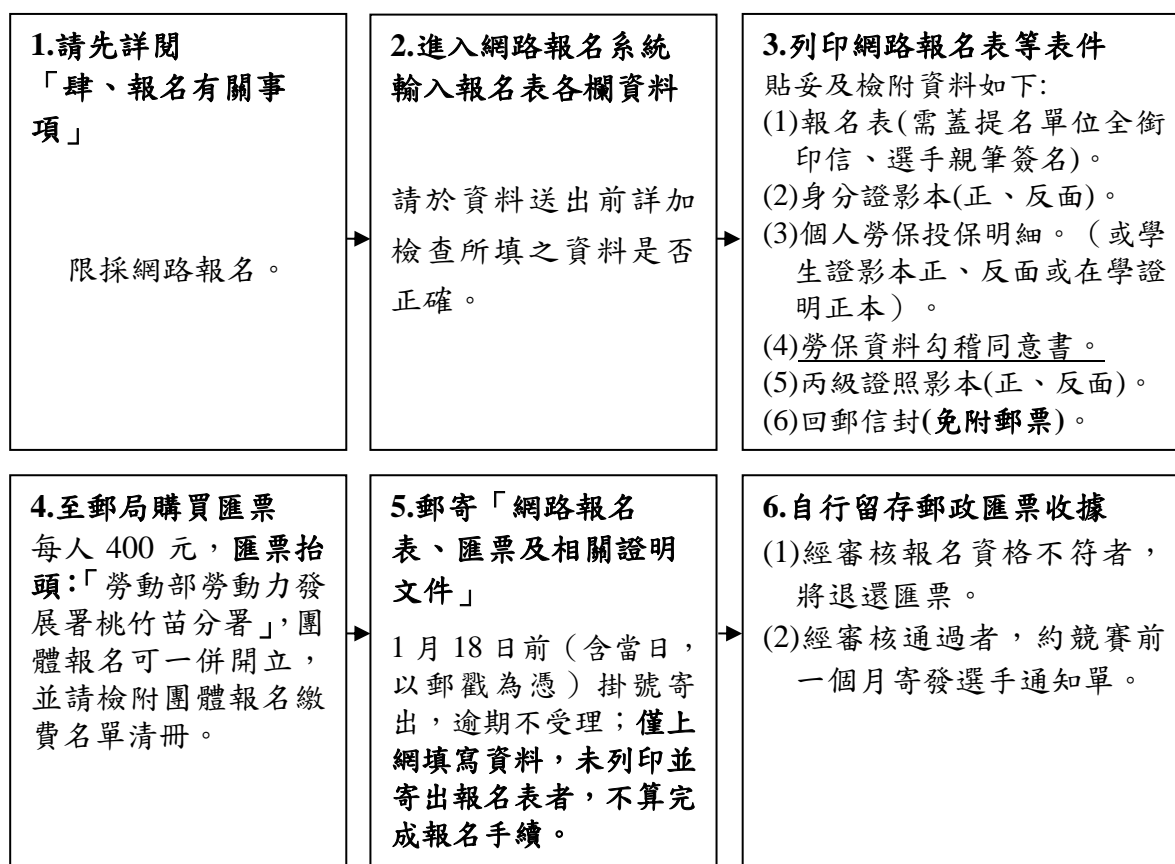 1.請先詳閱
「肆、報名有關事
項」
限採網路報名。
2.進入網路報名系統
輸入報名表各欄資料
請於資料送出前詳加
檢查所填之資料是否
正確。
3.列印網路報名表等表件
貼妥及檢附資料如下:
(1)報名表(需蓋提名單位全銜
印信、選手親筆簽名)。
(2)身分證影本(正、反面)。
(3)個人勞保投保明細。（或學
生證影本正、反面或在學證
明正本）。
(4)勞保資料勾稽同意書。
(5)丙級證照影本(正、反面)。
(6)回郵信封(免附郵票)。
4.至郵局購買匯票
每人 400 元，匯票抬
頭:「勞動部勞動力發
展署桃竹苗分署」，團
體報名可一併開立，
並請檢附團體報名繳
費名單清冊。
5.郵寄「網路報名
表、匯票及相關證明
文件」
1 月 18 日前（含當日，
以郵戳為憑）掛號寄
出，逾期不受理；僅上
網填寫資料，未列印並
寄出報名表者，不算完
成報名手續。
6.自行留存郵政匯票收據
(1)經審核報名資格不符者，
將退還匯票。
(2)經審核通過者，約競賽前
一個月寄發選手通知單。